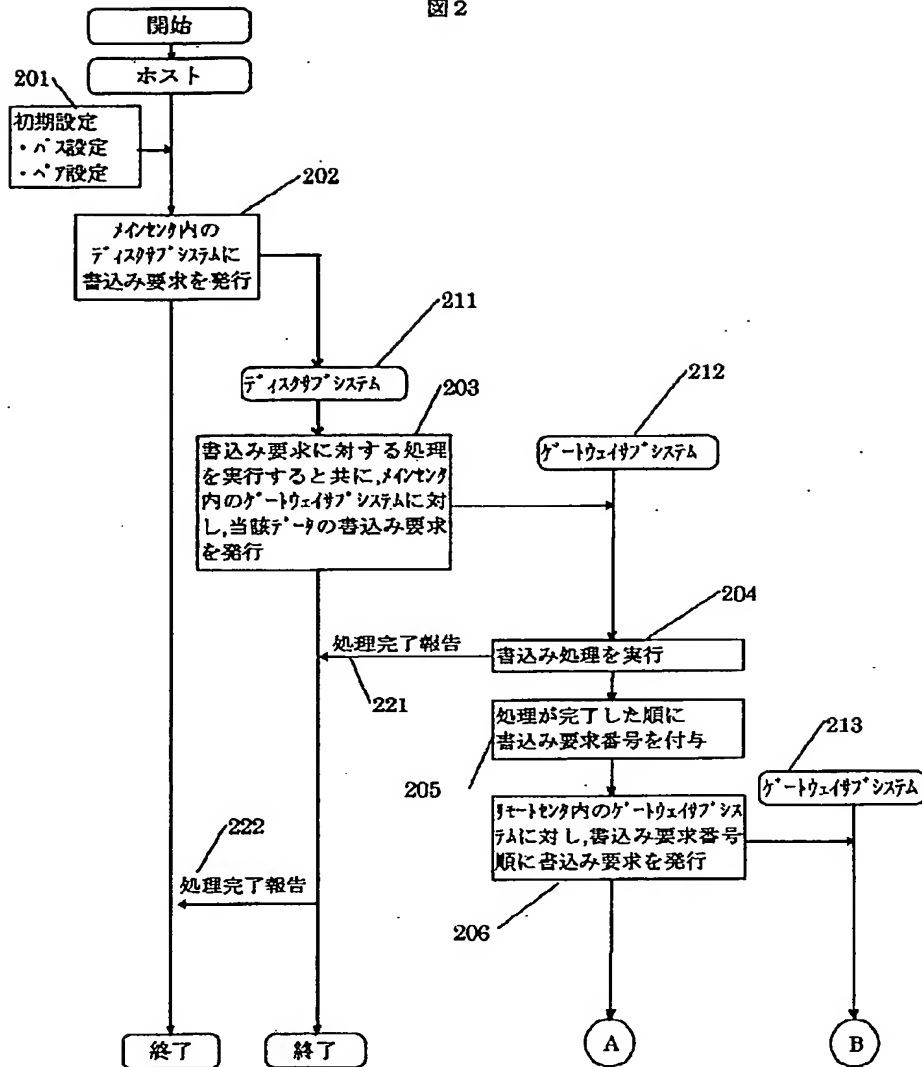 図2
開始
ホスト
201
初期設定
・パス設定
・ペア設定
202
メインセンタ内の
ディスクサブシステムに
書込み要求を発行
211
ディスクサブシステム
203
212
書込み要求に対する処理
を実行すると共に,メインセンタ
内のゲートウェイサブシステムに対
し,当該データの書込み要求
を発行
ゲートウェイサブシステム
204
処理完了報告
書込み処理を実行
221
処理が完了した順に
書込み要求番号を付与
205
213
ゲートウェイサブシステム
リモートセンタ内のゲートウェイサブシス
テムに対し,書込み要求番号
順に書込み要求を発行
222
処理完了報告
206
終了
終了
A
B